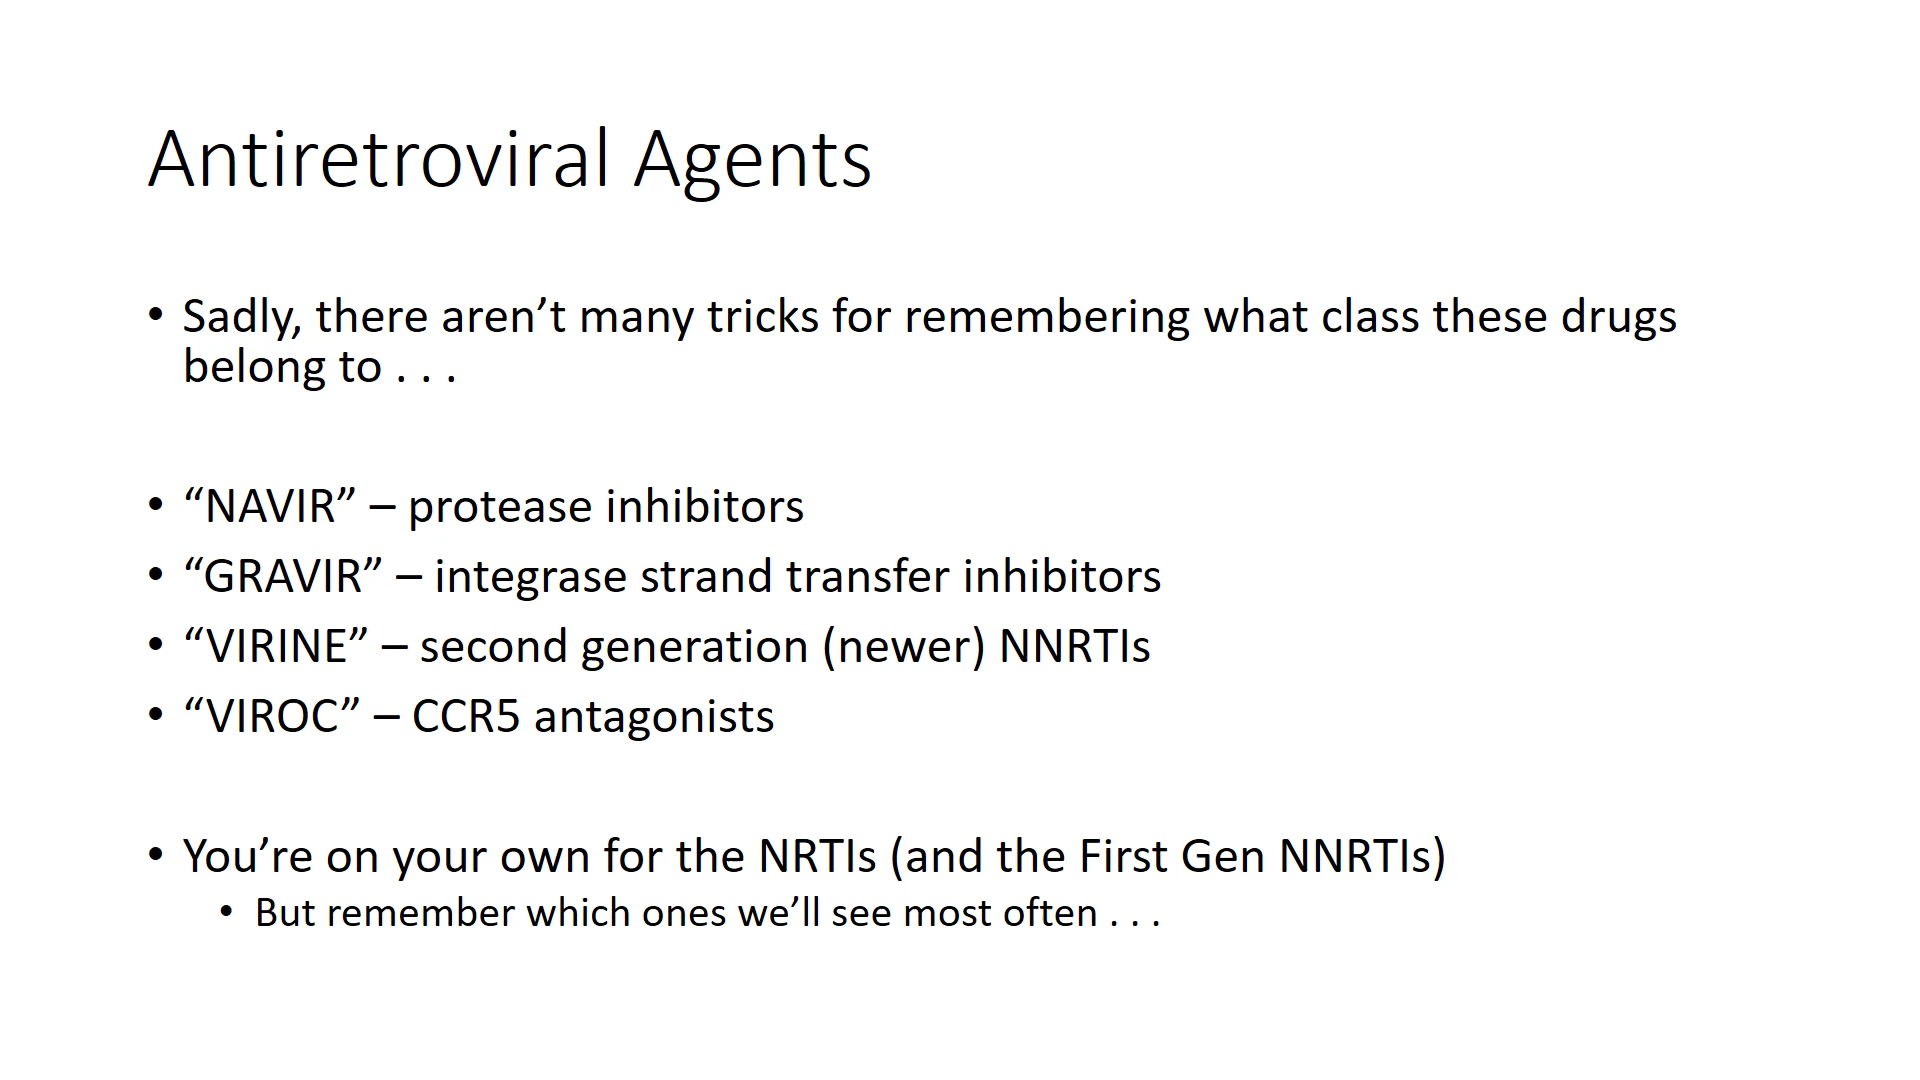 Antiretroviral Agents
• Sadly, there aren’t many tricks for remembering what class these drugs
belong to . . .
• “NAVIR” – protease inhibitors
• “GRAVIR” – integrase strand transfer inhibitors
• “VIRINE” – second generation (newer) NNRTIs
• “VIROC” – CCR5 antagonists
• You’re on your own for the NRTIs (and the First Gen NNRTIs)
• But remember which ones we’ll see most often . . .